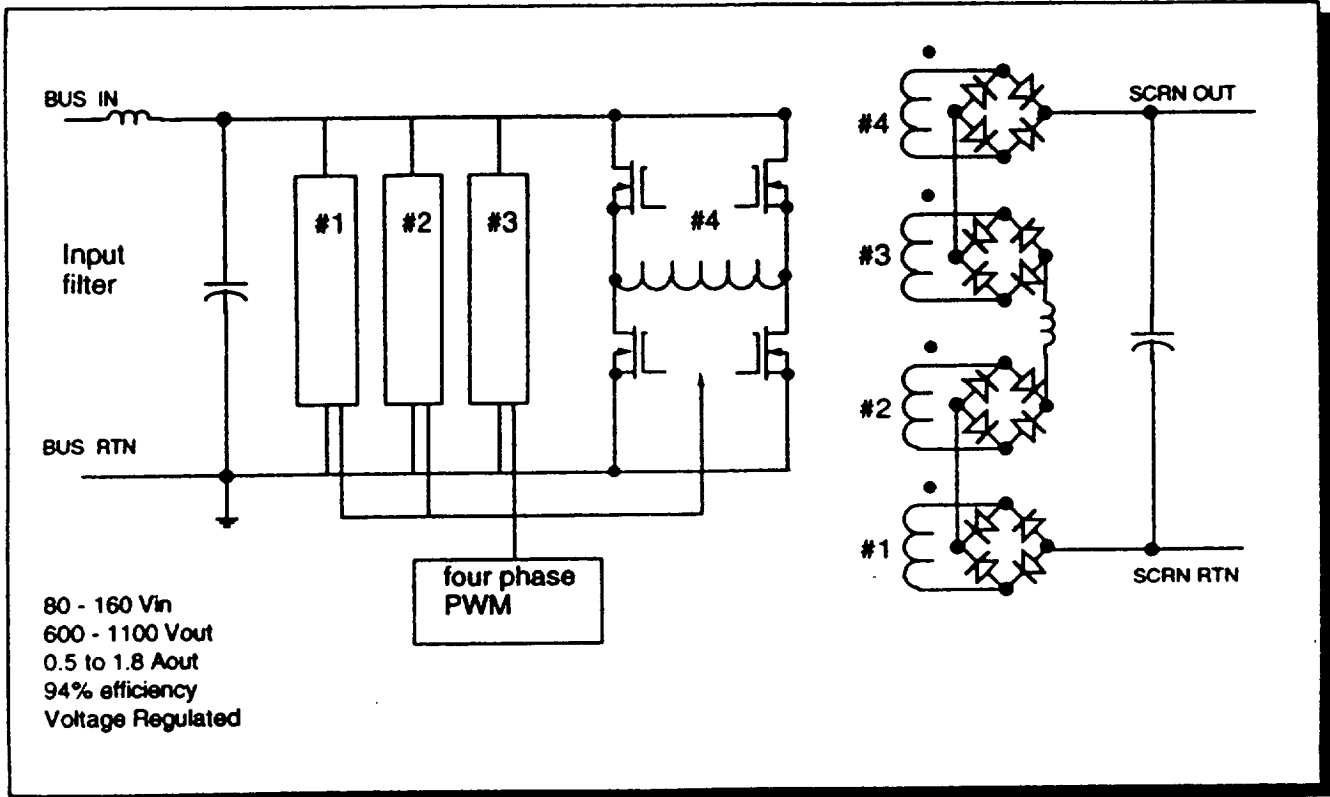 BUS IN
Input
filter
#1
#2
#3
#4
BUS RTN
four phase
PWM
80 - 160 Vin
600 - 1100 Vout
0.5 to 1.8 Aout
94% efficiency
Voltage Regulated
#4
SCRN OUT
#3
#2
#1
SCRN RTN